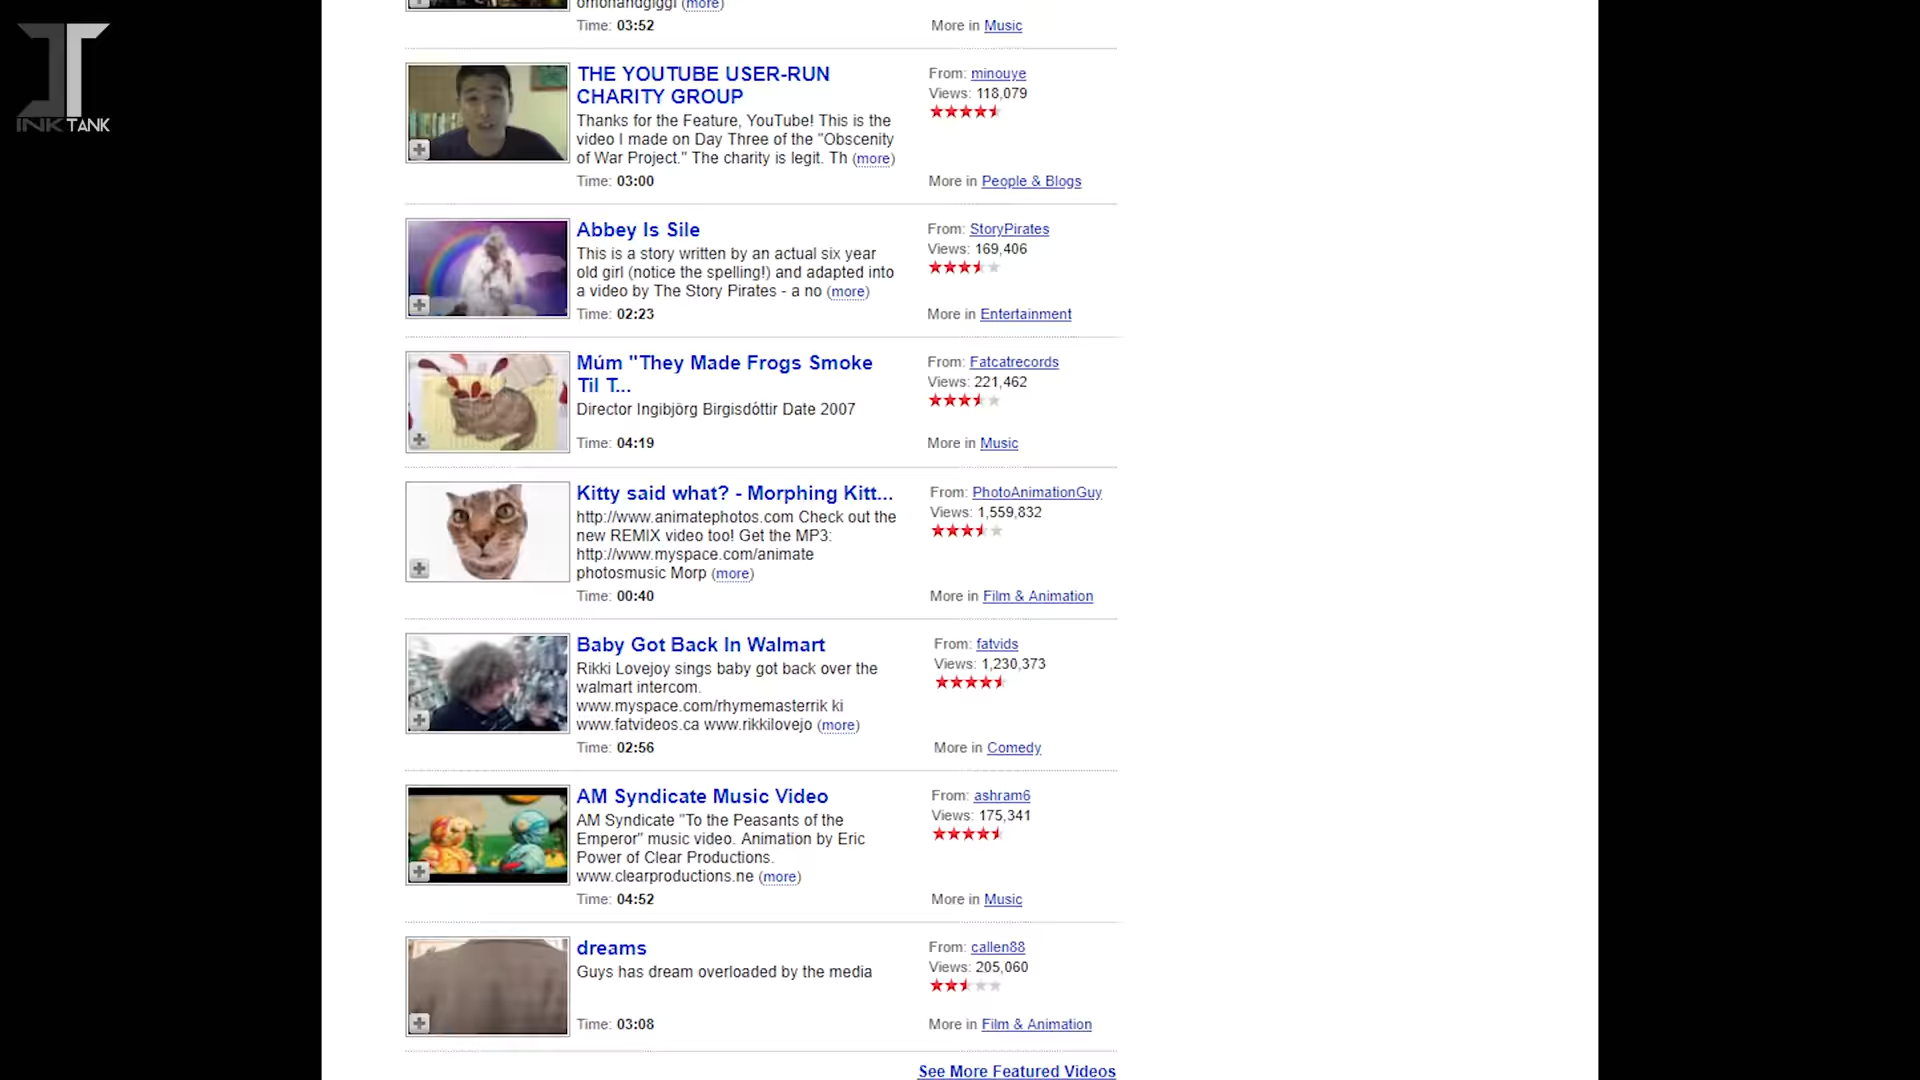 INK TANK
omonandgiggl (more)
Time: 03:52
More in Music
THE YOUTUBE USER-RUN
CHARITY GROUP
Thanks for the Feature, YouTube! This is the
video I made on Day Three of the "Obscenity
of War Project." The charity is legit. Th (more)
Time: 03:00
From: minouye
Views: 118,079
More in People & Blogs
Abbey Is Sile
This is a story written by an actual six year
old girl (notice the spelling!) and adapted into
a video by The Story Pirates - a no (more)
Time: 02:23
From: StoryPirates
Views: 169,406
More in Entertainment
Múm "They Made Frogs Smoke
Til T...
Director Ingibjörg Birgisdóttir Date 2007
Time: 04:19
From: Fatcatrecords
Views: 221,462
More in Music
Kitty said what? - Morphing Kitt...
http://www.animatephotos.com Check out the
new REMIX video too! Get the MP3:
http://www.myspace.com/animate
photosmusic Morp (more)
Time: 00:40
From: PhotoAnimationGuy
Views: 1,559,832
More in Film & Animation
Baby Got Back In Walmart
Rikki Lovejoy sings baby got back over the
walmart intercom.
www.myspace.com/rhymemasterrik ki
www.fatvideos.ca www.rikkilovejo (more)
Time: 02:56
From: fatvids
Views: 1,230,373
More in Comedy
AM Syndicate Music Video
AM Syndicate "To the Peasants of the
Emperor" music video. Animation by Eric
Power of Clear Productions.
www.clearproductions.ne (more)
Time: 04:52
From: ashram6
Views: 175,341
More in Music
dreams
Guys has dream overloaded by the media
Time: 03:08
From: callen88
Views: 205,060
More in Film & Animation
See More Featured Videos